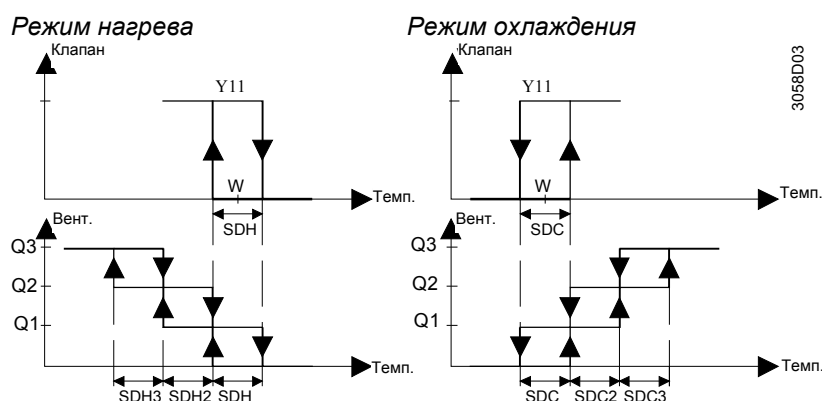 Режим нагрева
Клапан
Y11
W
Темп.
SDH
Вент.
Q3
Q2
Q1
Темп.
SDH3 SDH2 SDH
Режим охлаждения
Клапан
Y11
W
Темп.
SDC
Вент.
Q3
Q2
Q1
Темп.
SDC SDC2 SDC3
3058D03